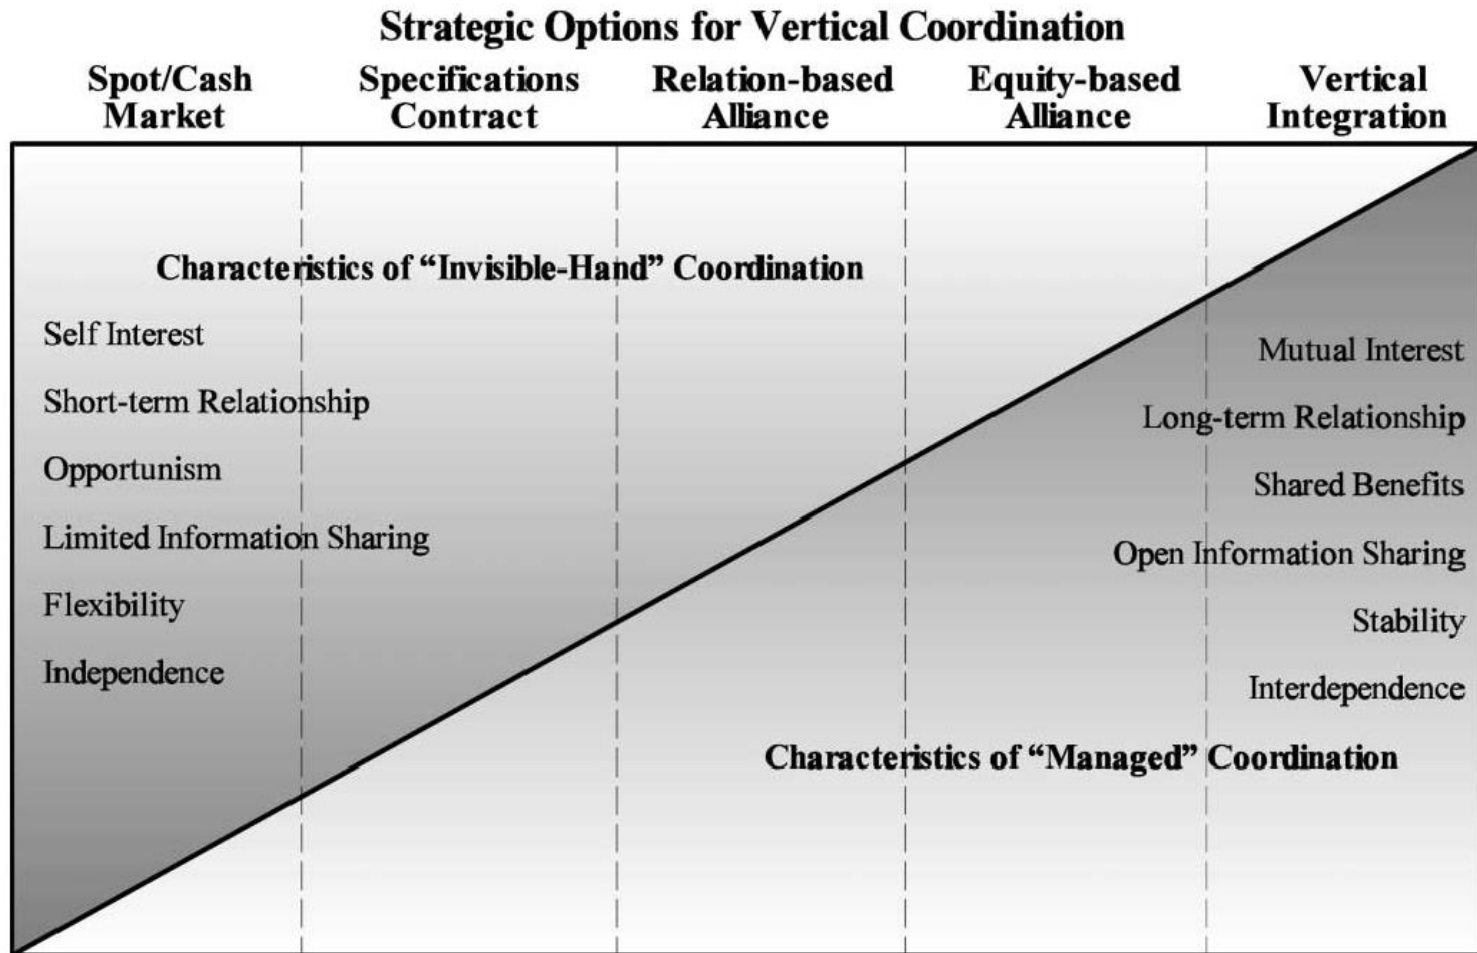 Strategic Options for Vertical Coordination
Spot/Cash Market
Specifications Contract
Relation-based Alliance
Equity-based Alliance
Vertical Integration
Characteristics of “Invisible-Hand” Coordination
Self Interest
Short-term Relationship
Opportunism
Limited Information Sharing
Flexibility
Independence
Mutual Interest
Long-term Relationship
Shared Benefits
Open Information Sharing
Stability
Interdependence
Characteristics of “Managed” Coordination